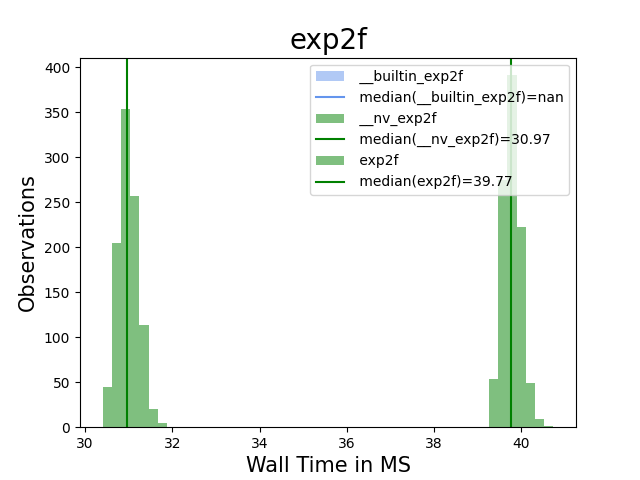 exp2f
400
350
300
250
200
150
100
50
0
Observations
__builtin_exp2f
median(__builtin_exp2f)=nan
__nv_exp2f
median(__nv_exp2f)=30.97
exp2f
median(exp2f)=39.77
30 32 34 36 38 40
Wall Time in MS